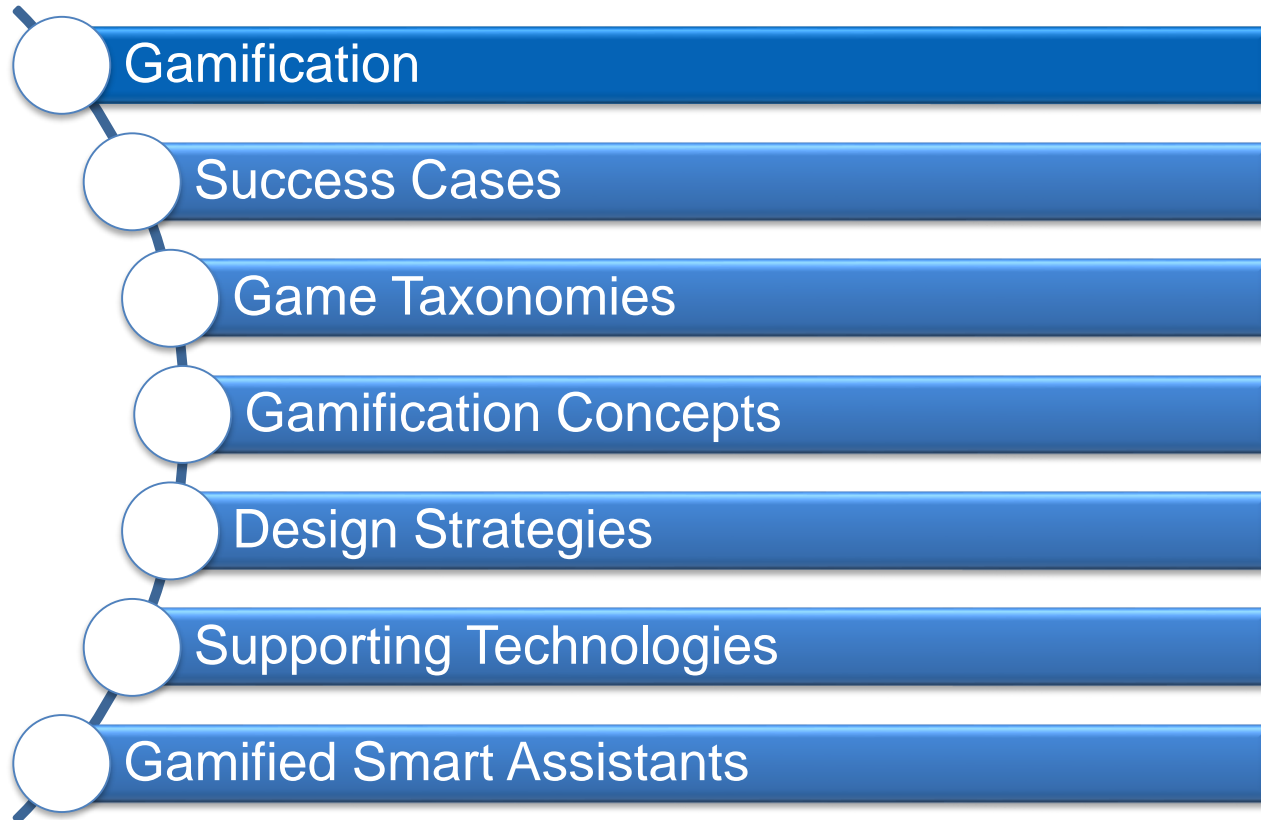 Gamification
Success Cases
Game Taxonomies
Gamification Concepts
Design Strategies
Supporting Technologies
Gamified Smart Assistants